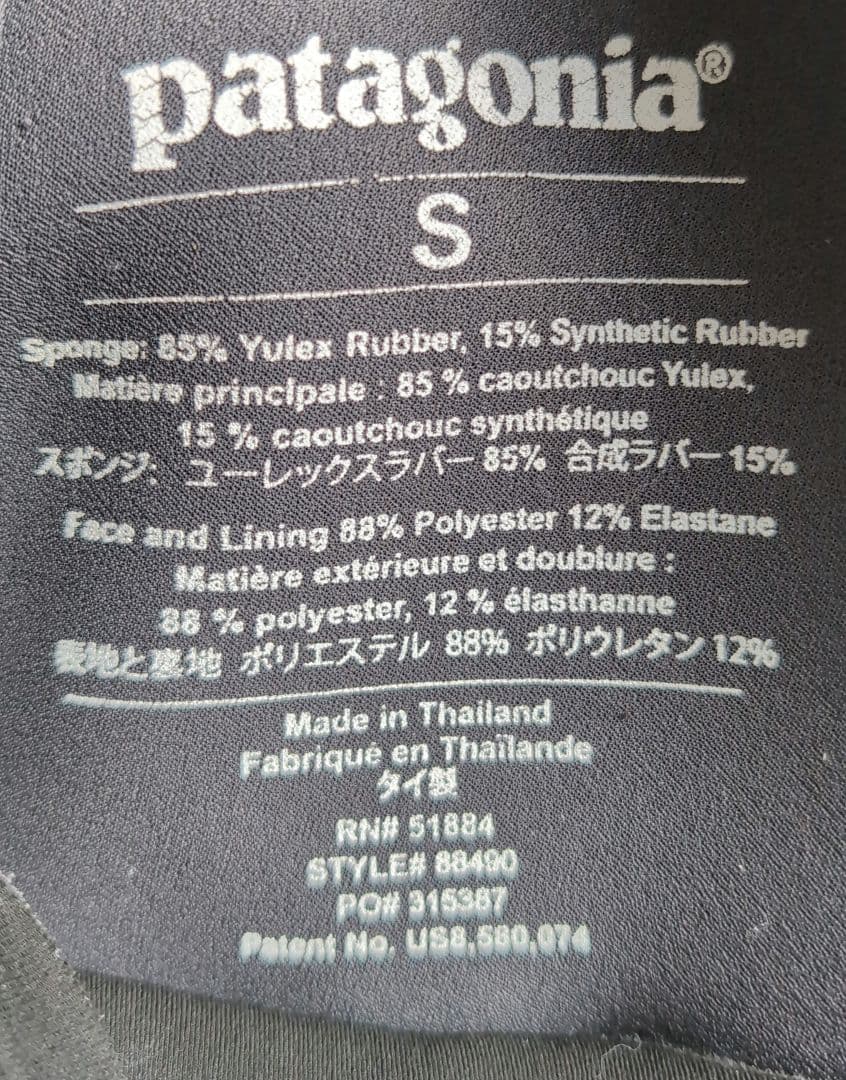 patagonia®
S
Sponge: 85% Yulex Rubber, 15% Synthetic Rubber
Matière principale : 85 % caoutchouc Yulex,
15 % caoutchouc synthétique
スポンジ: ユーレックスラバー 85% 合成ラバー 15%
Face and Lining 88% Polyester 12% Elastane
Matière extérieure et doublure :
88 % polyester, 12 % élasthanne
表地と裏地 ポリエステル 88% ポリウレタン 12%
Made in Thailand
Fabriqué en Thaïlande
タイ製
RN# 51884
STYLE# 88490
PO# 315387
Patent No. US8,580,074